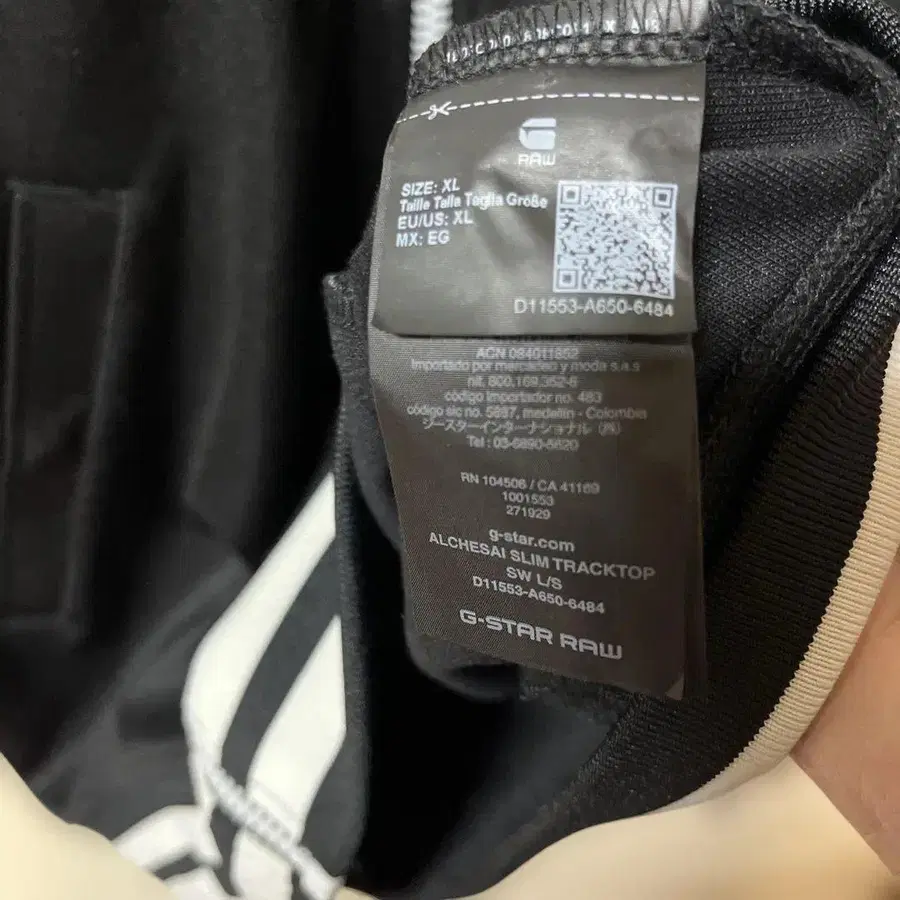 RAW
SIZE: XL
Taille Talla Taglia Größe
EU/US: XL
MX: EG
D11553-A650-6484
ACN 084011852
Importado por mercadeo y moda s.a.s
nit. 800.169.352-6
código importador no. 483
código sic no. 5687, medellin - Colombia
ジースターインターナショナル (株)
Tel : 03-6890-5620
RN 104506 / CA 41169
1001553
271929
g-star.com
ALCHESAI SLIM TRACKTOP
SW L/S
D11553-A650-6484
G-STAR RAW